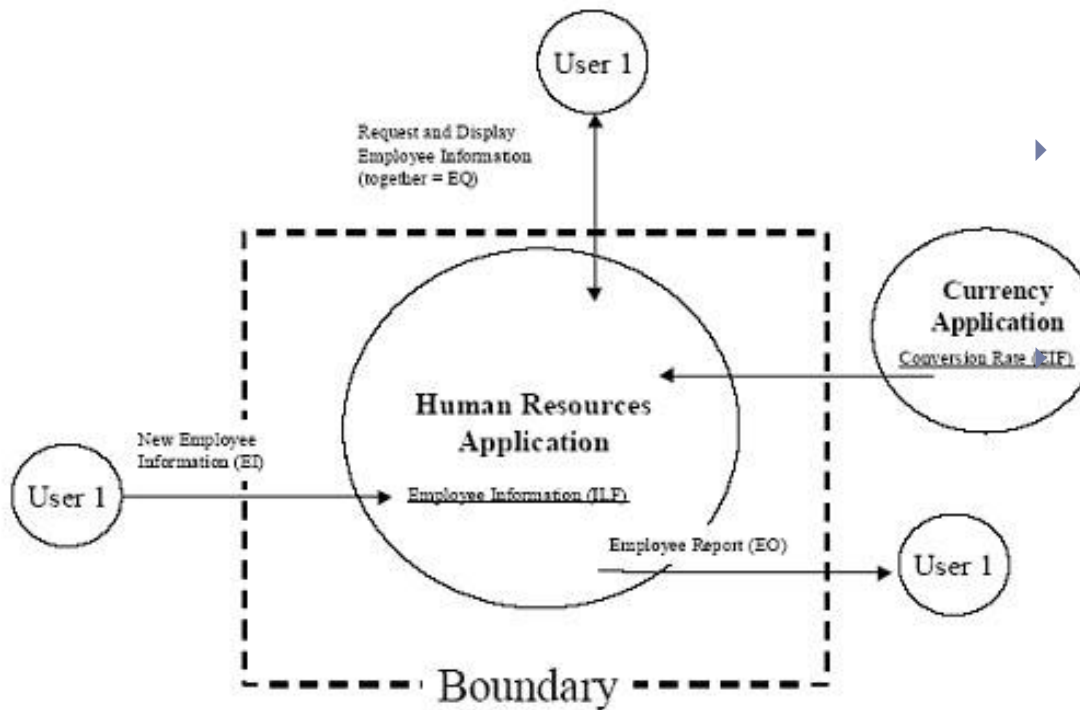 User 1
Request and Display
Employee Information
(together = EQ)
Currency
Application
Conversion Rate (EIF)
Human Resources
Application
New Employee
Information (EI)
User 1
Employee Information (ILF)
Employee Report (EO)
User 1
Boundary